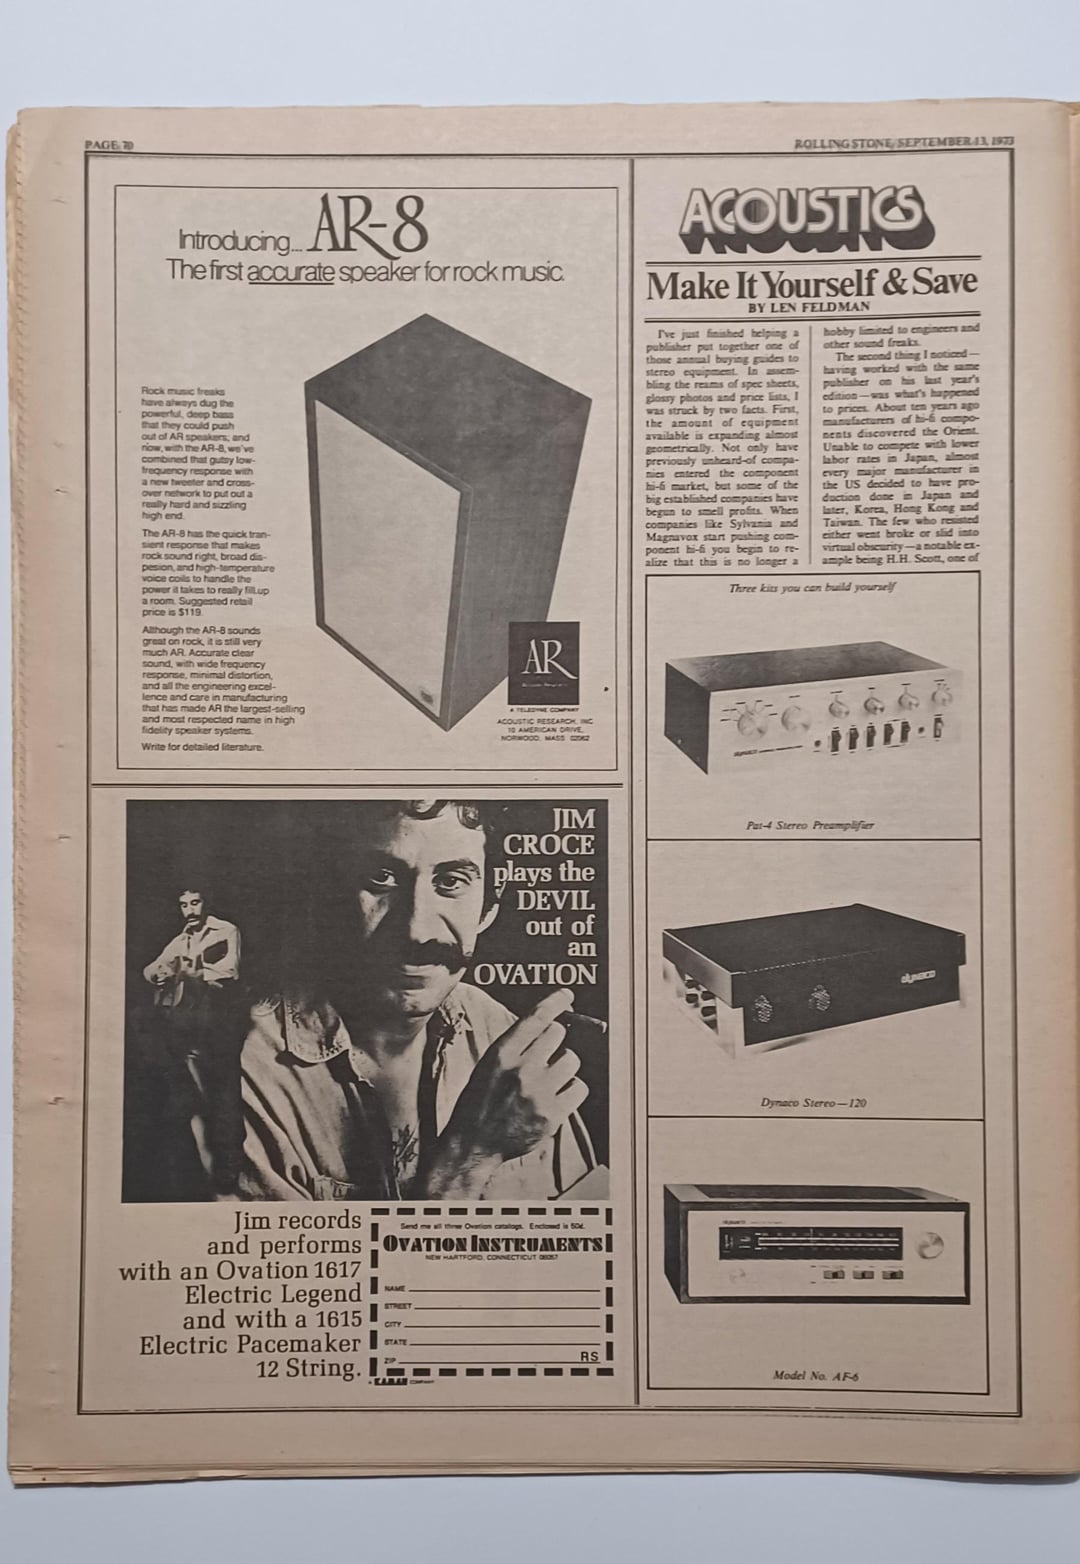 PAGE 70
ROLLING STONE/SEPTEMBER 13, 1973
Introducing... AR-8
The first accurate speaker for rock music.
Rock music freaks
have always dug the
powerful, deep bass
that they could push
out of AR speakers; and
now, with the AR-8, we've
combined that gutsy low-
frequency response with
a new tweeter and cross-
over network to put out a
really hard and sizzling
high end.
The AR-8 has the quick tran-
sient response that makes
rock sound right, broad dis-
pesion, and high-temperature
voice coils to handle the
power it takes to really fill up
a room. Suggested retail
price is $119.
Although the AR-8 sounds
great on rock, it is still very
much AR. Accurate clear
sound, with wide frequency
response, minimal distortion,
and all the engineering excel-
lence and care in manufacturing
that has made AR the largest-selling
and most respected name in high
fidelity speaker systems.
Write for detailed literature.
AR
A TELEDYNE COMPANY
ACOUSTIC RESEARCH, INC.
10 AMERICAN DRIVE,
NORWOOD, MASS. 02062
JIM
CROCE
plays the
DEVIL
out of
an
OVATION
Jim records
and performs
with an Ovation 1617
Electric Legend
and with a 1615
Electric Pacemaker
12 String.
Send me all three Ovation catalogs. Enclosed is 50¢.
OVATION INSTRUMENTS
NEW HARTFORD, CONNECTICUT 06057
NAME
STREET
CITY
STATE
ZIP
RS
A KAMAN COMPANY
ACOUSTICS
Make It Yourself & Save
BY LEN FELDMAN
I've just finished helping a
publisher put together one of
those annual buying guides to
stereo equipment. In assem-
bling the reams of spec sheets,
glossy photos and price lists, I
was struck by two facts. First,
the amount of equipment
available is expanding almost
geometrically. Not only have
previously unheard-of compa-
nies entered the component
hi-fi market, but some of the
big established companies have
begun to smell profits. When
companies like Sylvania and
Magnavox start pushing com-
ponent hi-fi you begin to re-
alize that this is no longer a
hobby limited to engineers and
other sound freaks.
The second thing I noticed—
having worked with the same
publisher on his last year's
edition—was what's happened
to prices. About ten years ago
manufacturers of hi-fi compo-
nents discovered the Orient.
Unable to compete with lower
labor rates in Japan, almost
every major manufacturer in
the US decided to have pro-
duction done in Japan and
later, Korea, Hong Kong and
Taiwan. The few who resisted
either went broke or slid into
virtual obscurity—a notable ex-
ample being H.H. Scott, one of
Three kits you can build yourself
dynaco
Pat-4 Stereo Preamplifier
dynaco
Dynaco Stereo—120
Model No. AF-6